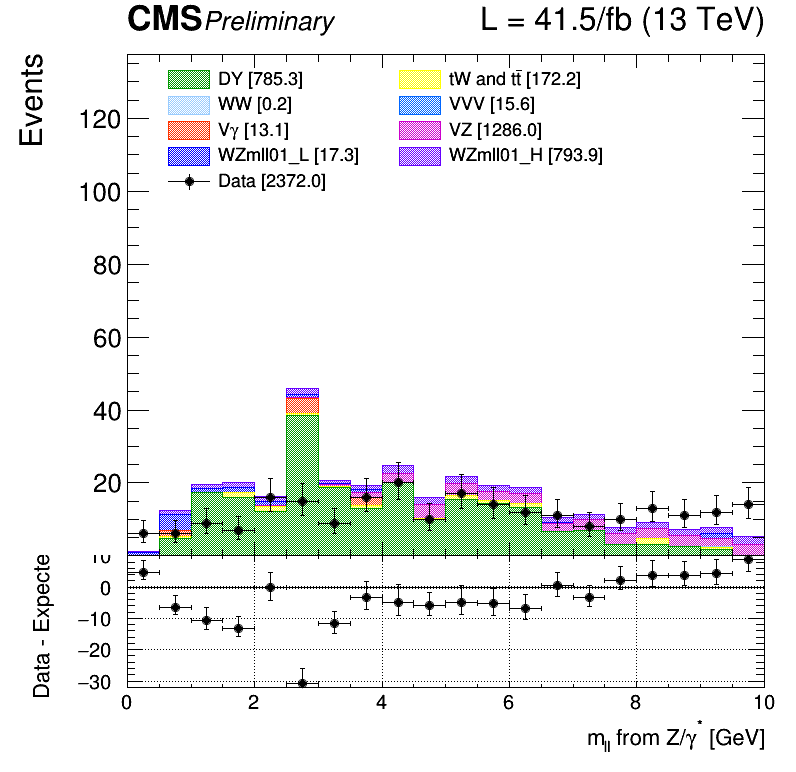 CMS Preliminary L = 41.5/fb (13 TeV)
Events
DY [785.3] tW and tt̄ [172.2]
WW [0.2] VVV [15.6]
Vγ [13.1] VZ [1286.0]
WZmll01_L [17.3] WZmll01_H [793.9]
Data [2372.0]
120
100
80
60
40
20
Data - Expecte
10
0
−10
−20
−30
0 2 4 6 8 10
m_ll from Z/γ* [GeV]